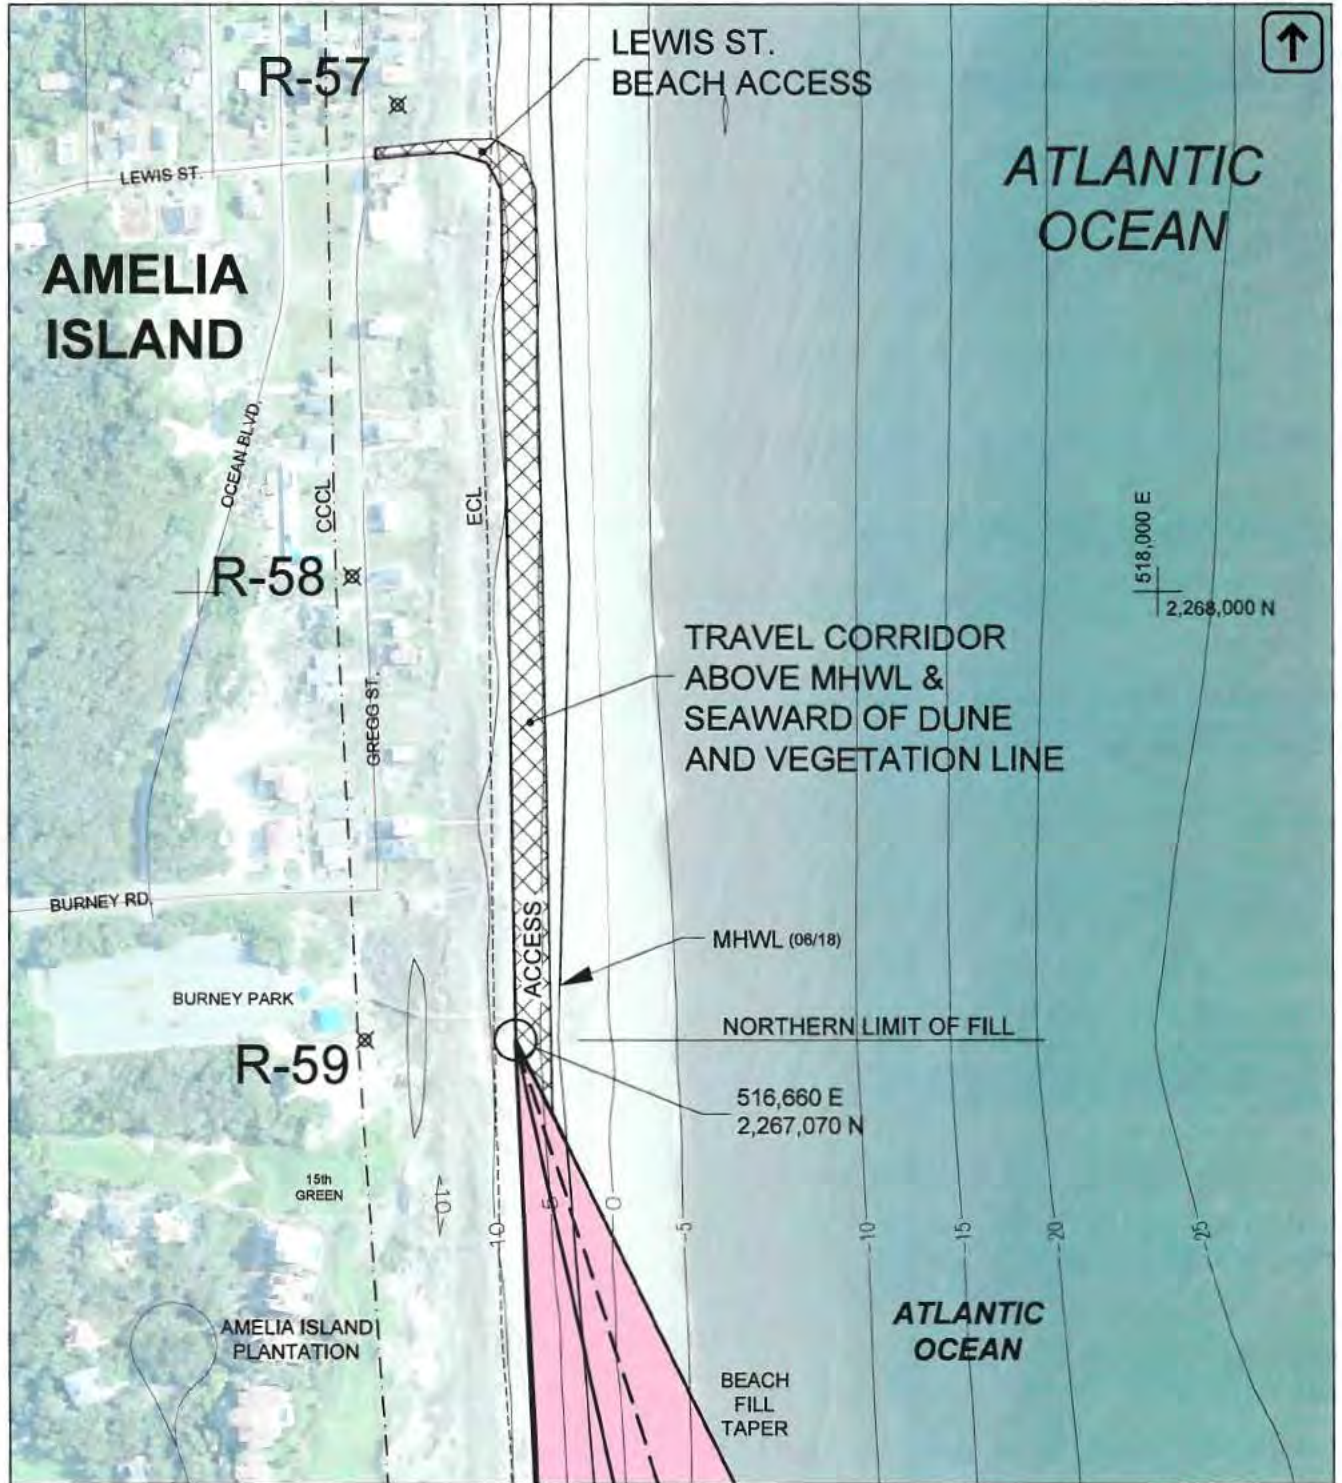 R-57
LEWIS ST.
BEACH ACCESS
LEWIS ST.
ATLANTIC
OCEAN
AMELIA
ISLAND
OCEAN BLVD.
CCCL
ECL
R-58
518,000 E
2,268,000 N
TRAVEL CORRIDOR
ABOVE MHWL &
SEAWARD OF DUNE
AND VEGETATION LINE
GREGG ST.
BURNEY RD.
ACCESS
MHWL (06/18)
BURNEY PARK
NORTHERN LIMIT OF FILL
R-59
516,660 E
2,267,070 N
15th
GREEN
10
10
5
0
-5
-10
-15
-20
-25
AMELIA ISLAND
PLANTATION
ATLANTIC
OCEAN
BEACH
FILL
TAPER